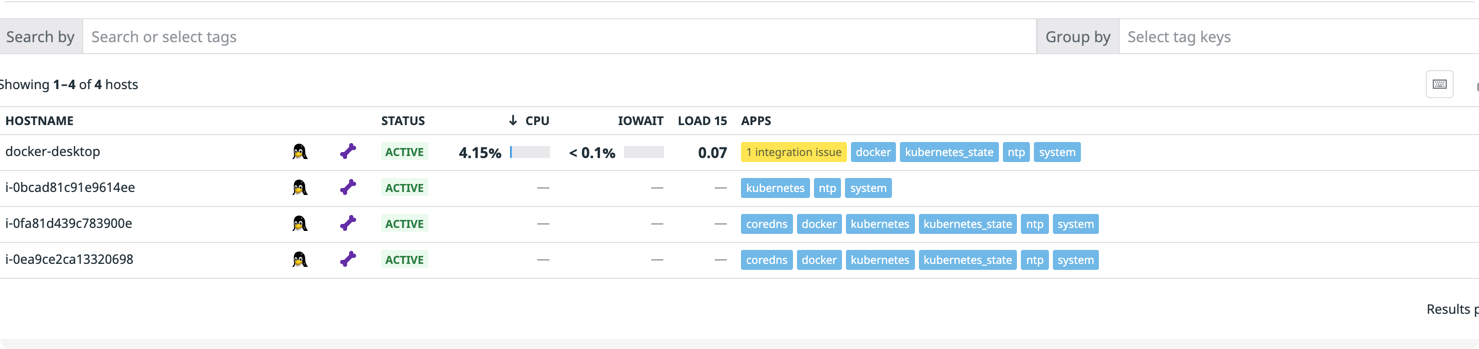 Search by Search or select tags Group by Select tag keys
Showing 1–4 of 4 hosts
HOSTNAME STATUS ↓ CPU IOWAIT LOAD 15 APPS
docker-desktop ACTIVE 4.15% < 0.1% 0.07 1 integration issue docker kubernetes_state ntp system
i-0bcad81c91e9614ee ACTIVE — — — kubernetes ntp system
i-0fa81d439c783900e ACTIVE — — — coredns docker kubernetes kubernetes_state ntp system
i-0ea9ce2ca13320698 ACTIVE — — — coredns docker kubernetes kubernetes_state ntp system
Results